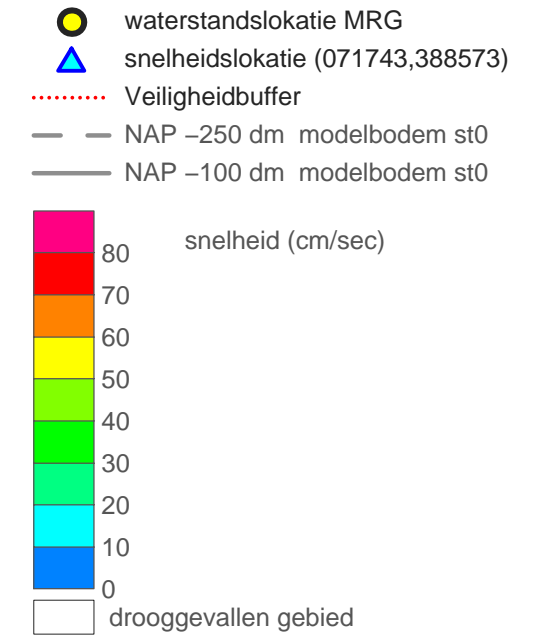 waterstandslokatie MRG
snelheidslokatie (071743,388573)
Veiligheidbuffer
NAP –250 dm modelbodem st0
NAP –100 dm modelbodem st0
snelheid (cm/sec)
80
70
60
50
40
30
20
10
0
drooggevallen gebied